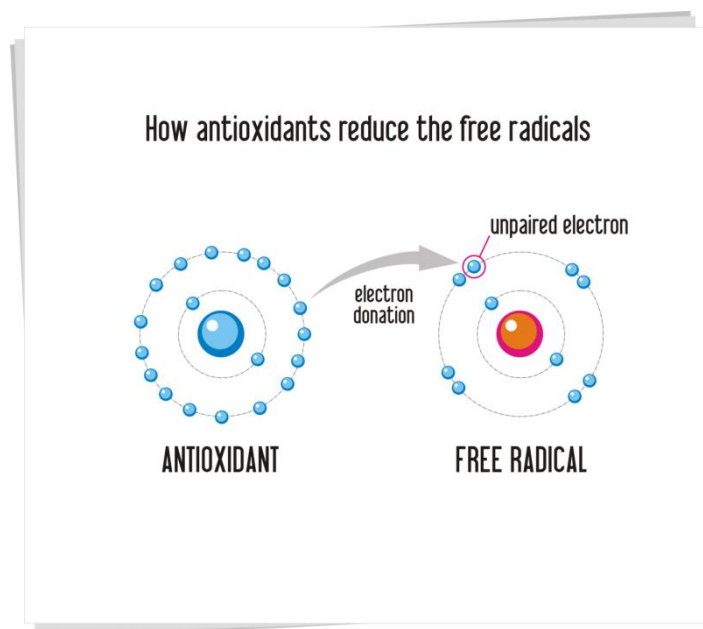 How antioxidants reduce the free radicals
unpaired electron
electron
donation
ANTIOXIDANT
FREE RADICAL